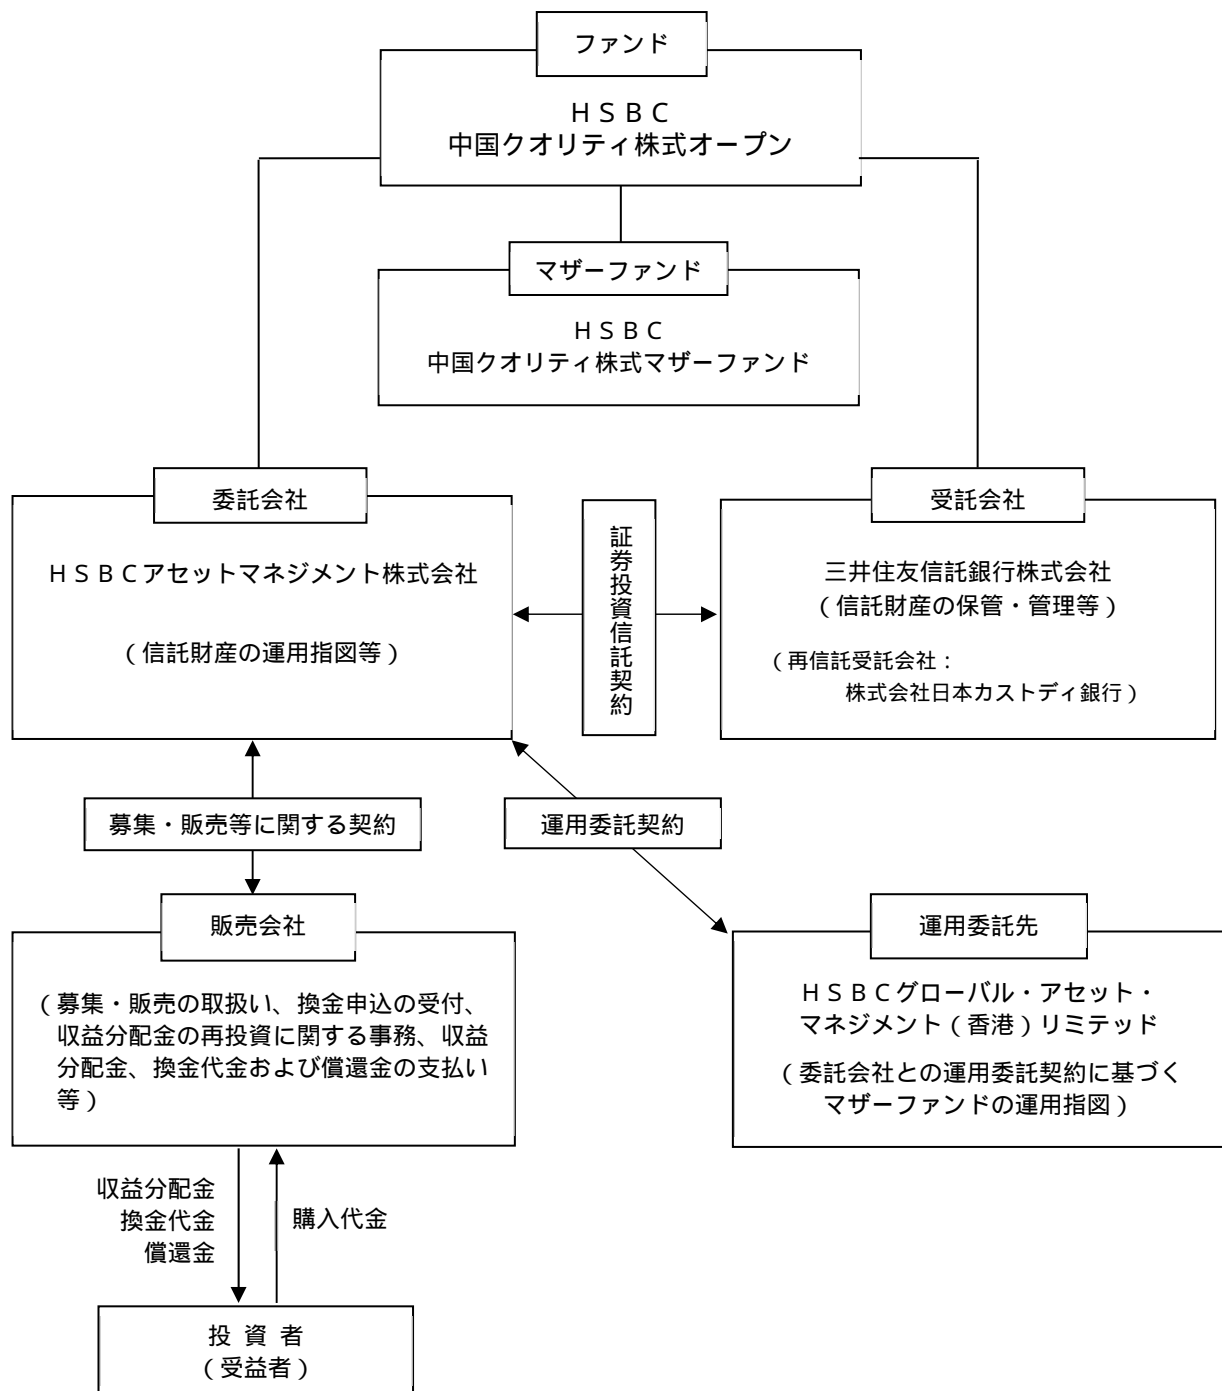 ファンド
ＨＳＢＣ
中国クオリティ株式オープン
マザーファンド
ＨＳＢＣ
中国クオリティ株式マザーファンド
委託会社
ＨＳＢＣアセットマネジメント株式会社
（信託財産の運用指図等）
証券投資信託契約
受託会社
三井住友信託銀行株式会社
（信託財産の保管・管理等）
（再信託受託会社：
株式会社日本カストディ銀行）
募集・販売等に関する契約
運用委託契約
販売会社
（募集・販売の取扱い、換金申込の受付、
収益分配金の再投資に関する事務、収益
分配金、換金代金および償還金の支払い
等）
運用委託先
ＨＳＢＣグローバル・アセット・
マネジメント（香港）リミテッド
（委託会社との運用委託契約に基づく
マザーファンドの運用指図）
収益分配金
換金代金
償還金
購入代金
投 資 者
（受益者）